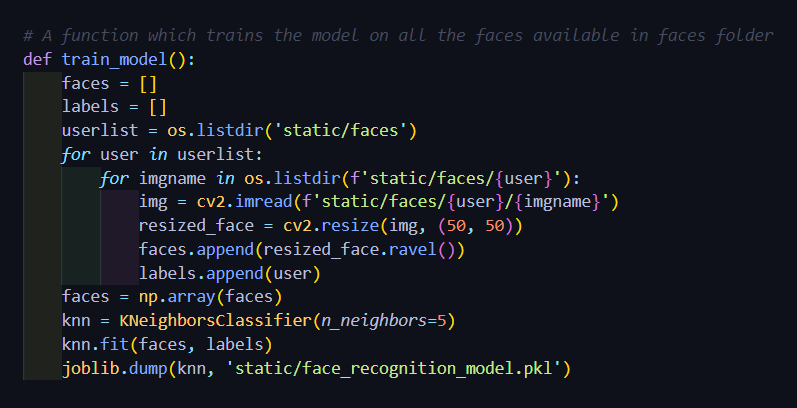 # A function which trains the model on all the faces available in faces folder
def train_model():
    faces = []
    labels = []
    userlist = os.listdir('static/faces')
    for user in userlist:
        for imgname in os.listdir(f'static/faces/{user}'):
            img = cv2.imread(f'static/faces/{user}/{imgname}')
            resized_face = cv2.resize(img, (50, 50))
            faces.append(resized_face.ravel())
            labels.append(user)
    faces = np.array(faces)
    knn = KNeighborsClassifier(n_neighbors=5)
    knn.fit(faces, labels)
    joblib.dump(knn, 'static/face_recognition_model.pkl')